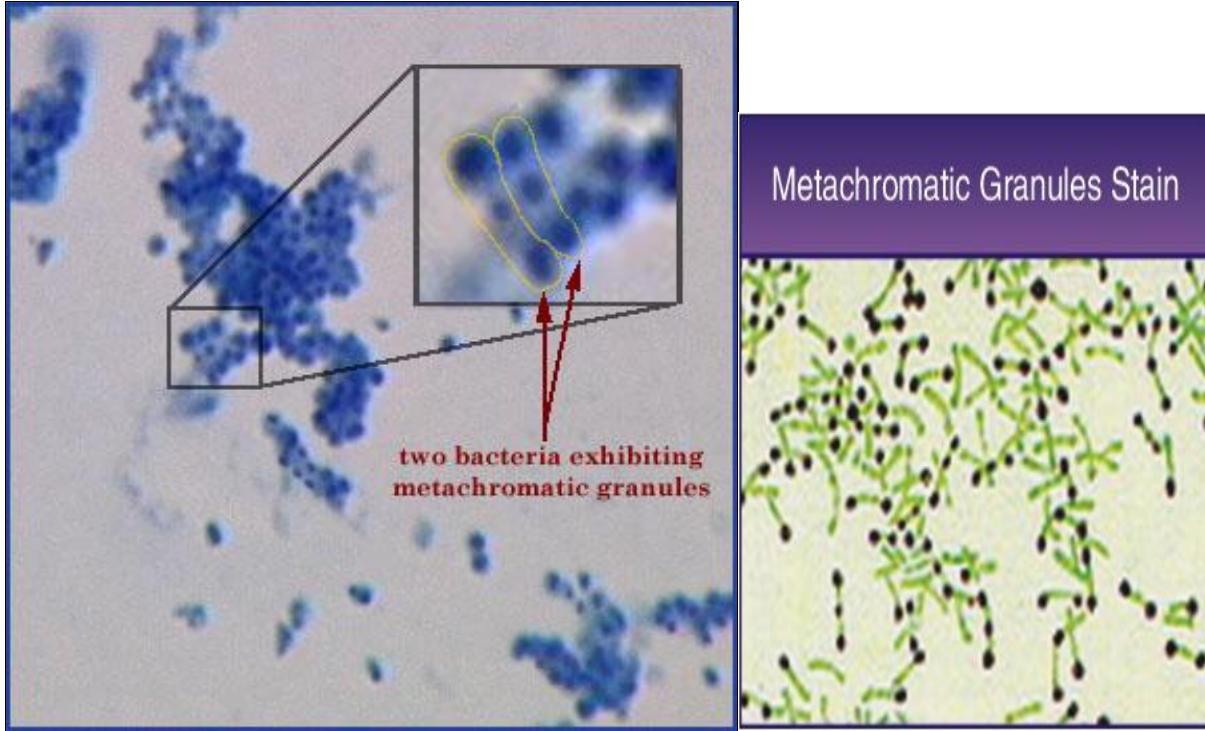 two bacteria exhibiting
metachromatic granules
Metachromatic Granules Stain